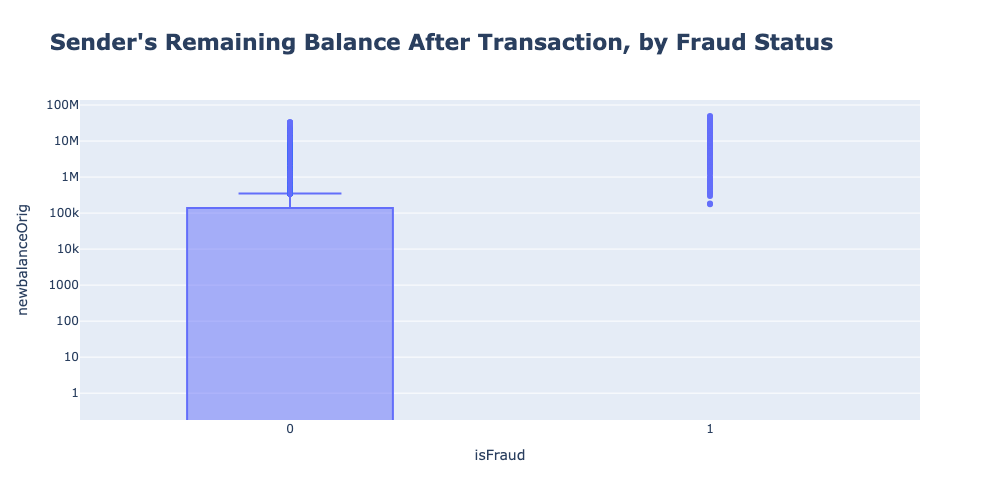 Sender's Remaining Balance After Transaction, by Fraud Status
100M
10M
1M
100k
10k
1000
100
10
1
newbalanceOrig
0
1
isFraud